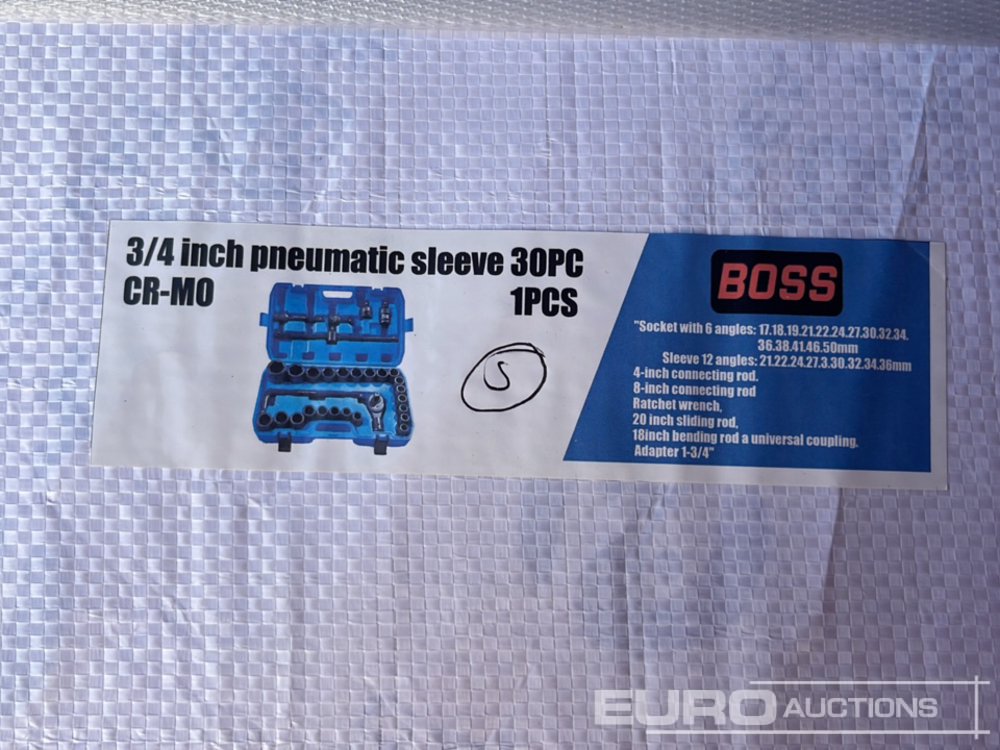 3/4 inch pneumatic sleeve 30PC
CR-MO
1PCS
S
BOSS
"Socket with 6 angles: 17.18.19.21.22.24.27.30.32.34.
36.38.41.46.50mm
Sleeve 12 angles: 21.22.24.27.3.30.32.34.36mm
4-inch connecting rod.
8-inch connecting rod
Ratchet wrench,
20 inch sliding rod,
18inch bending rod a universal coupling.
Adapter 1-3/4"
EURO AUCTIONS